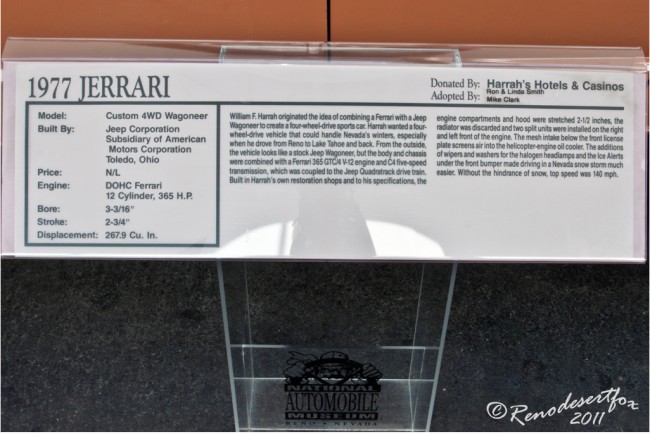 1977 JERRARI
Donated By: Harrah's Hotels & Casinos
Adopted By: Ron & Linda Smith
Mike Clark
Model: Custom 4WD Wagoneer
Built By: Jeep Corporation
Subsidiary of American
Motors Corporation
Toledo, Ohio
Price: N/L
Engine: DOHC Ferrari
12 Cylinder, 365 H.P.
Bore: 3-3/16"
Stroke: 2-3/4"
Displacement: 267.9 Cu. In.
William F. Harrah originated the idea of combining a Ferrari with a Jeep
Wagoneer to create a four-wheel-drive sports car. Harrah wanted a four-
wheel-drive vehicle that could handle Nevada's winters, especially
when he drove from Reno to Lake Tahoe and back. From the outside,
the vehicle looks like a stock Jeep Wagoneer, but the body and chassis
were combined with a Ferrari 365 GTC/4 V-12 engine and C4 five-speed
transmission, which was coupled to the Jeep Quadratrack drive train.
Built in Harrah's own restoration shops and to his specifications, the
engine compartments and hood were stretched 2-1/2 inches, the
radiator was discarded and two split units were installed on the right
and left front of the engine. The mesh intake below the front license
plate screens air into the helicopter-engine oil cooler. The additions
of wipers and washers for the halogen headlamps and the Ice Alerts
under the front bumper made driving in a Nevada snow storm much
easier. Without the hindrance of snow, top speed was 140 mph.
NATIONAL
AUTOMOBILE
MUSEUM
RENO • NEVADA
©Renodesertfox
2011